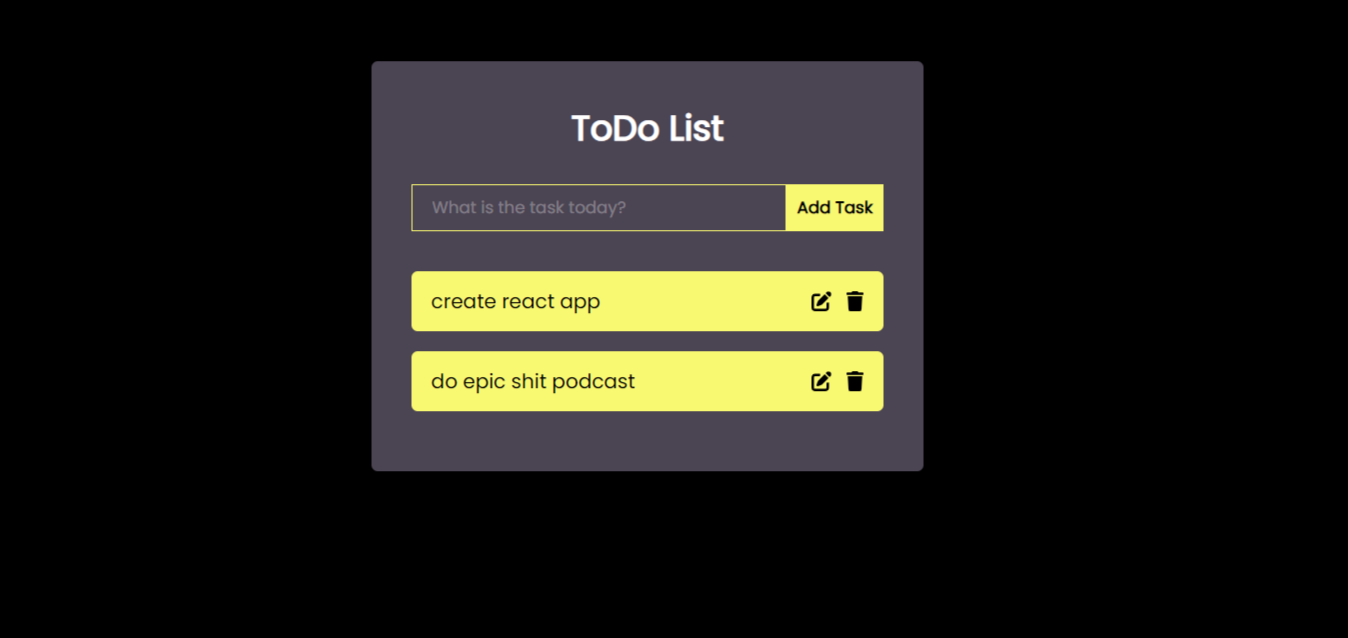 ToDo List
What is the task today?
Add Task
create react app
do epic shit podcast